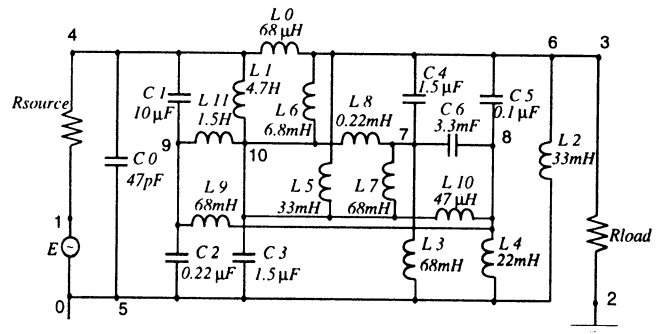 L 0
68 µH
4
6
3
Rsource
C 1
10 µF
L 11
1.5H
L 1
4.7H
L 6
6.8mH
L 8
0.22mH
C 4
1.5 µF
C 6
3.3mF
C 5
0.1 µF
7
8
9
10
C 0
47pF
L 9
68mH
L 5
33mH
L 7
68mH
L 10
47 µH
L 2
33mH
1
E
C 2
0.22 µF
C 3
1.5 µF
L 3
68mH
L 4
22mH
Rload
0
5
2